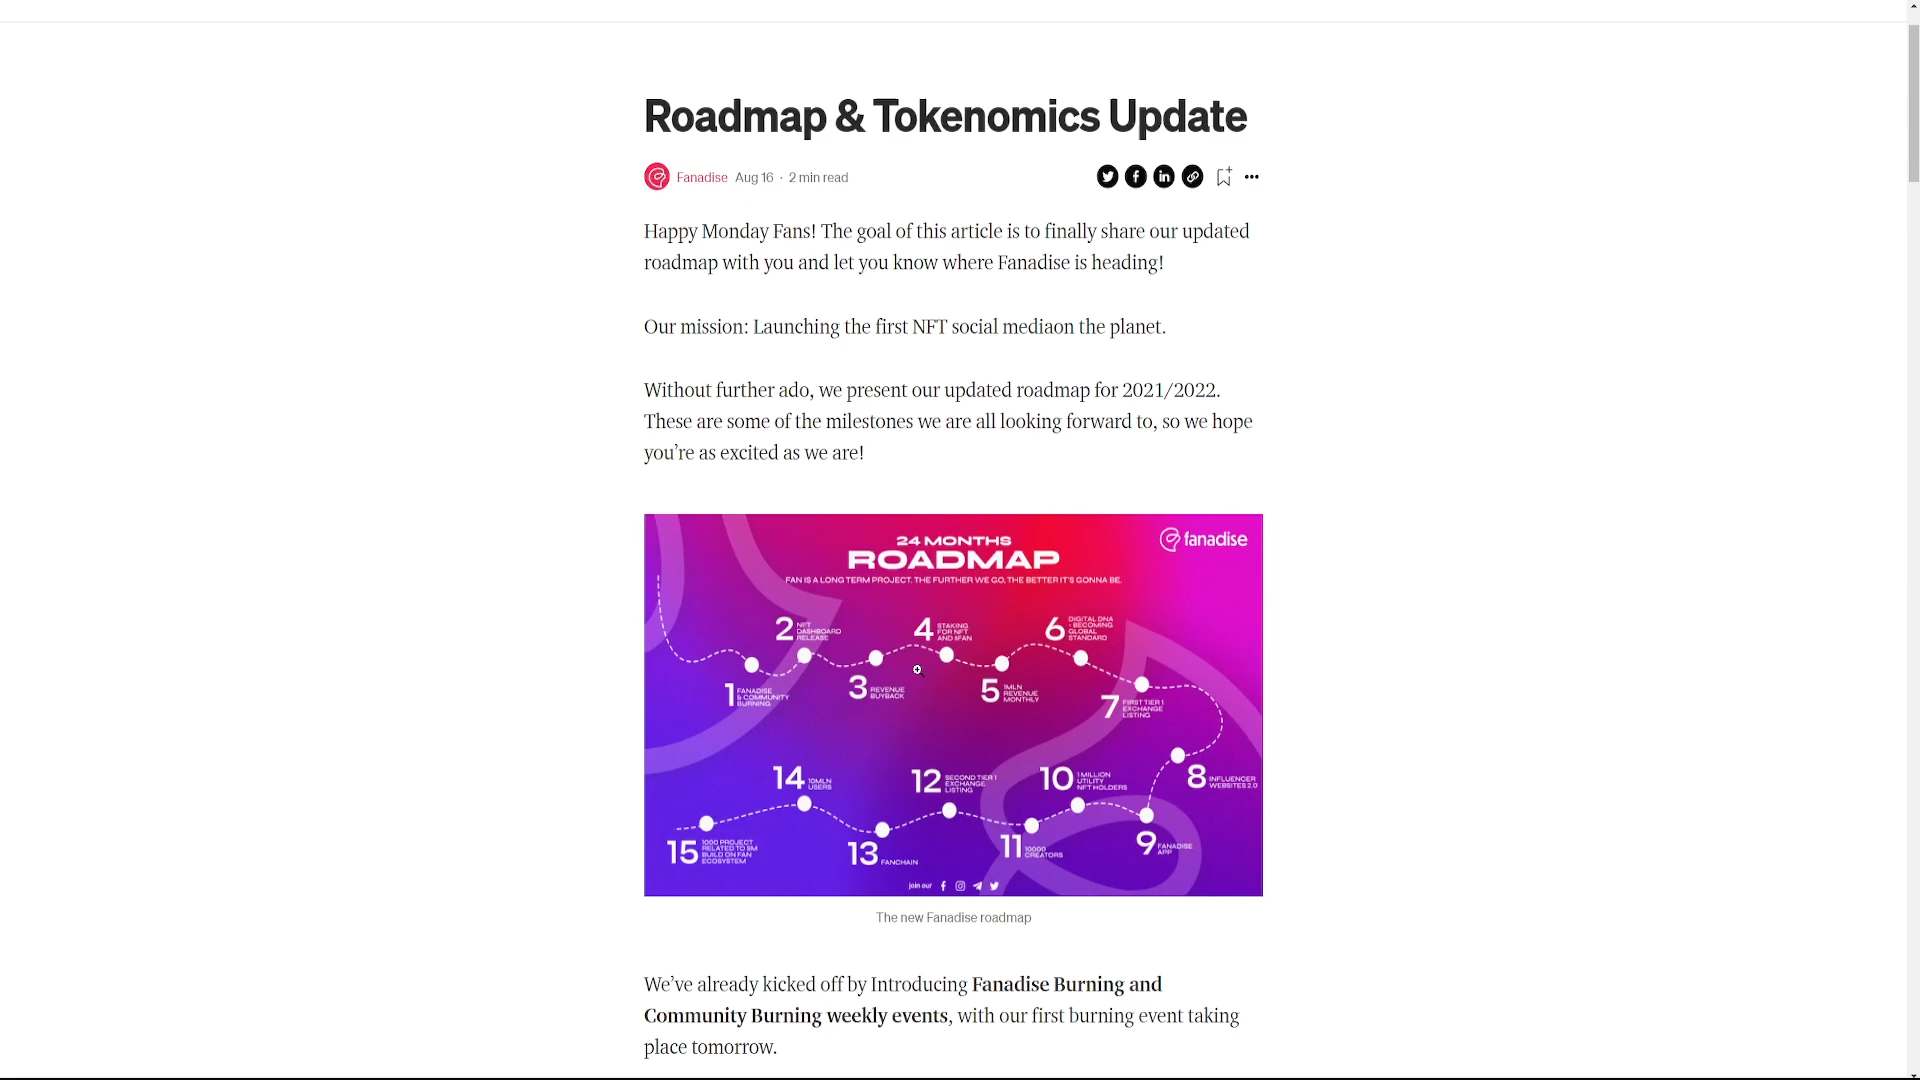 Roadmap & Tokenomics Update
Fanadise Aug 16 · 2 min read
Happy Monday Fans! The goal of this article is to finally share our updated
roadmap with you and let you know where Fanadise is heading!
Our mission: Launching the first NFT social mediaon the planet.
Without further ado, we present our updated roadmap for 2021/2022.
These are some of the milestones we are all looking forward to, so we hope
you're as excited as we are!
24 MONTHS
ROADMAP
fanadise
FAN IS A LONG TERM PROJECT. THE FURTHER WE GO, THE BETTER IT'S GONNA BE.
1 FANADISE
& COMMUNITY
BURNING
2 NFT
DASHBOARD
RELEASE
3 REVENUE
BUYBACK
4 STAKING
FOR NFT
AND $FAN
5 1MLN
REVENUE
MONTHLY
6 DIGITAL DNA
- BECOMING
GLOBAL
STANDARD
7 FIRST TIER 1
EXCHANGE
LISTING
8 INFLUENCER
WEBSITES 2.0
9 FANADISE
APP
10 1 MILLION
UTILITY
NFT HOLDERS
11 10000
CREATORS
12 SECOND TIER 1
EXCHANGE
LISTING
13 FANCHAIN
14 10MLN
USERS
15 1000 PROJECT
RELATED TO SM
BUILD ON FAN
ECOSYSTEM
join our
The new Fanadise roadmap
We've already kicked off by Introducing Fanadise Burning and
Community Burning weekly events, with our first burning event taking
place tomorrow.